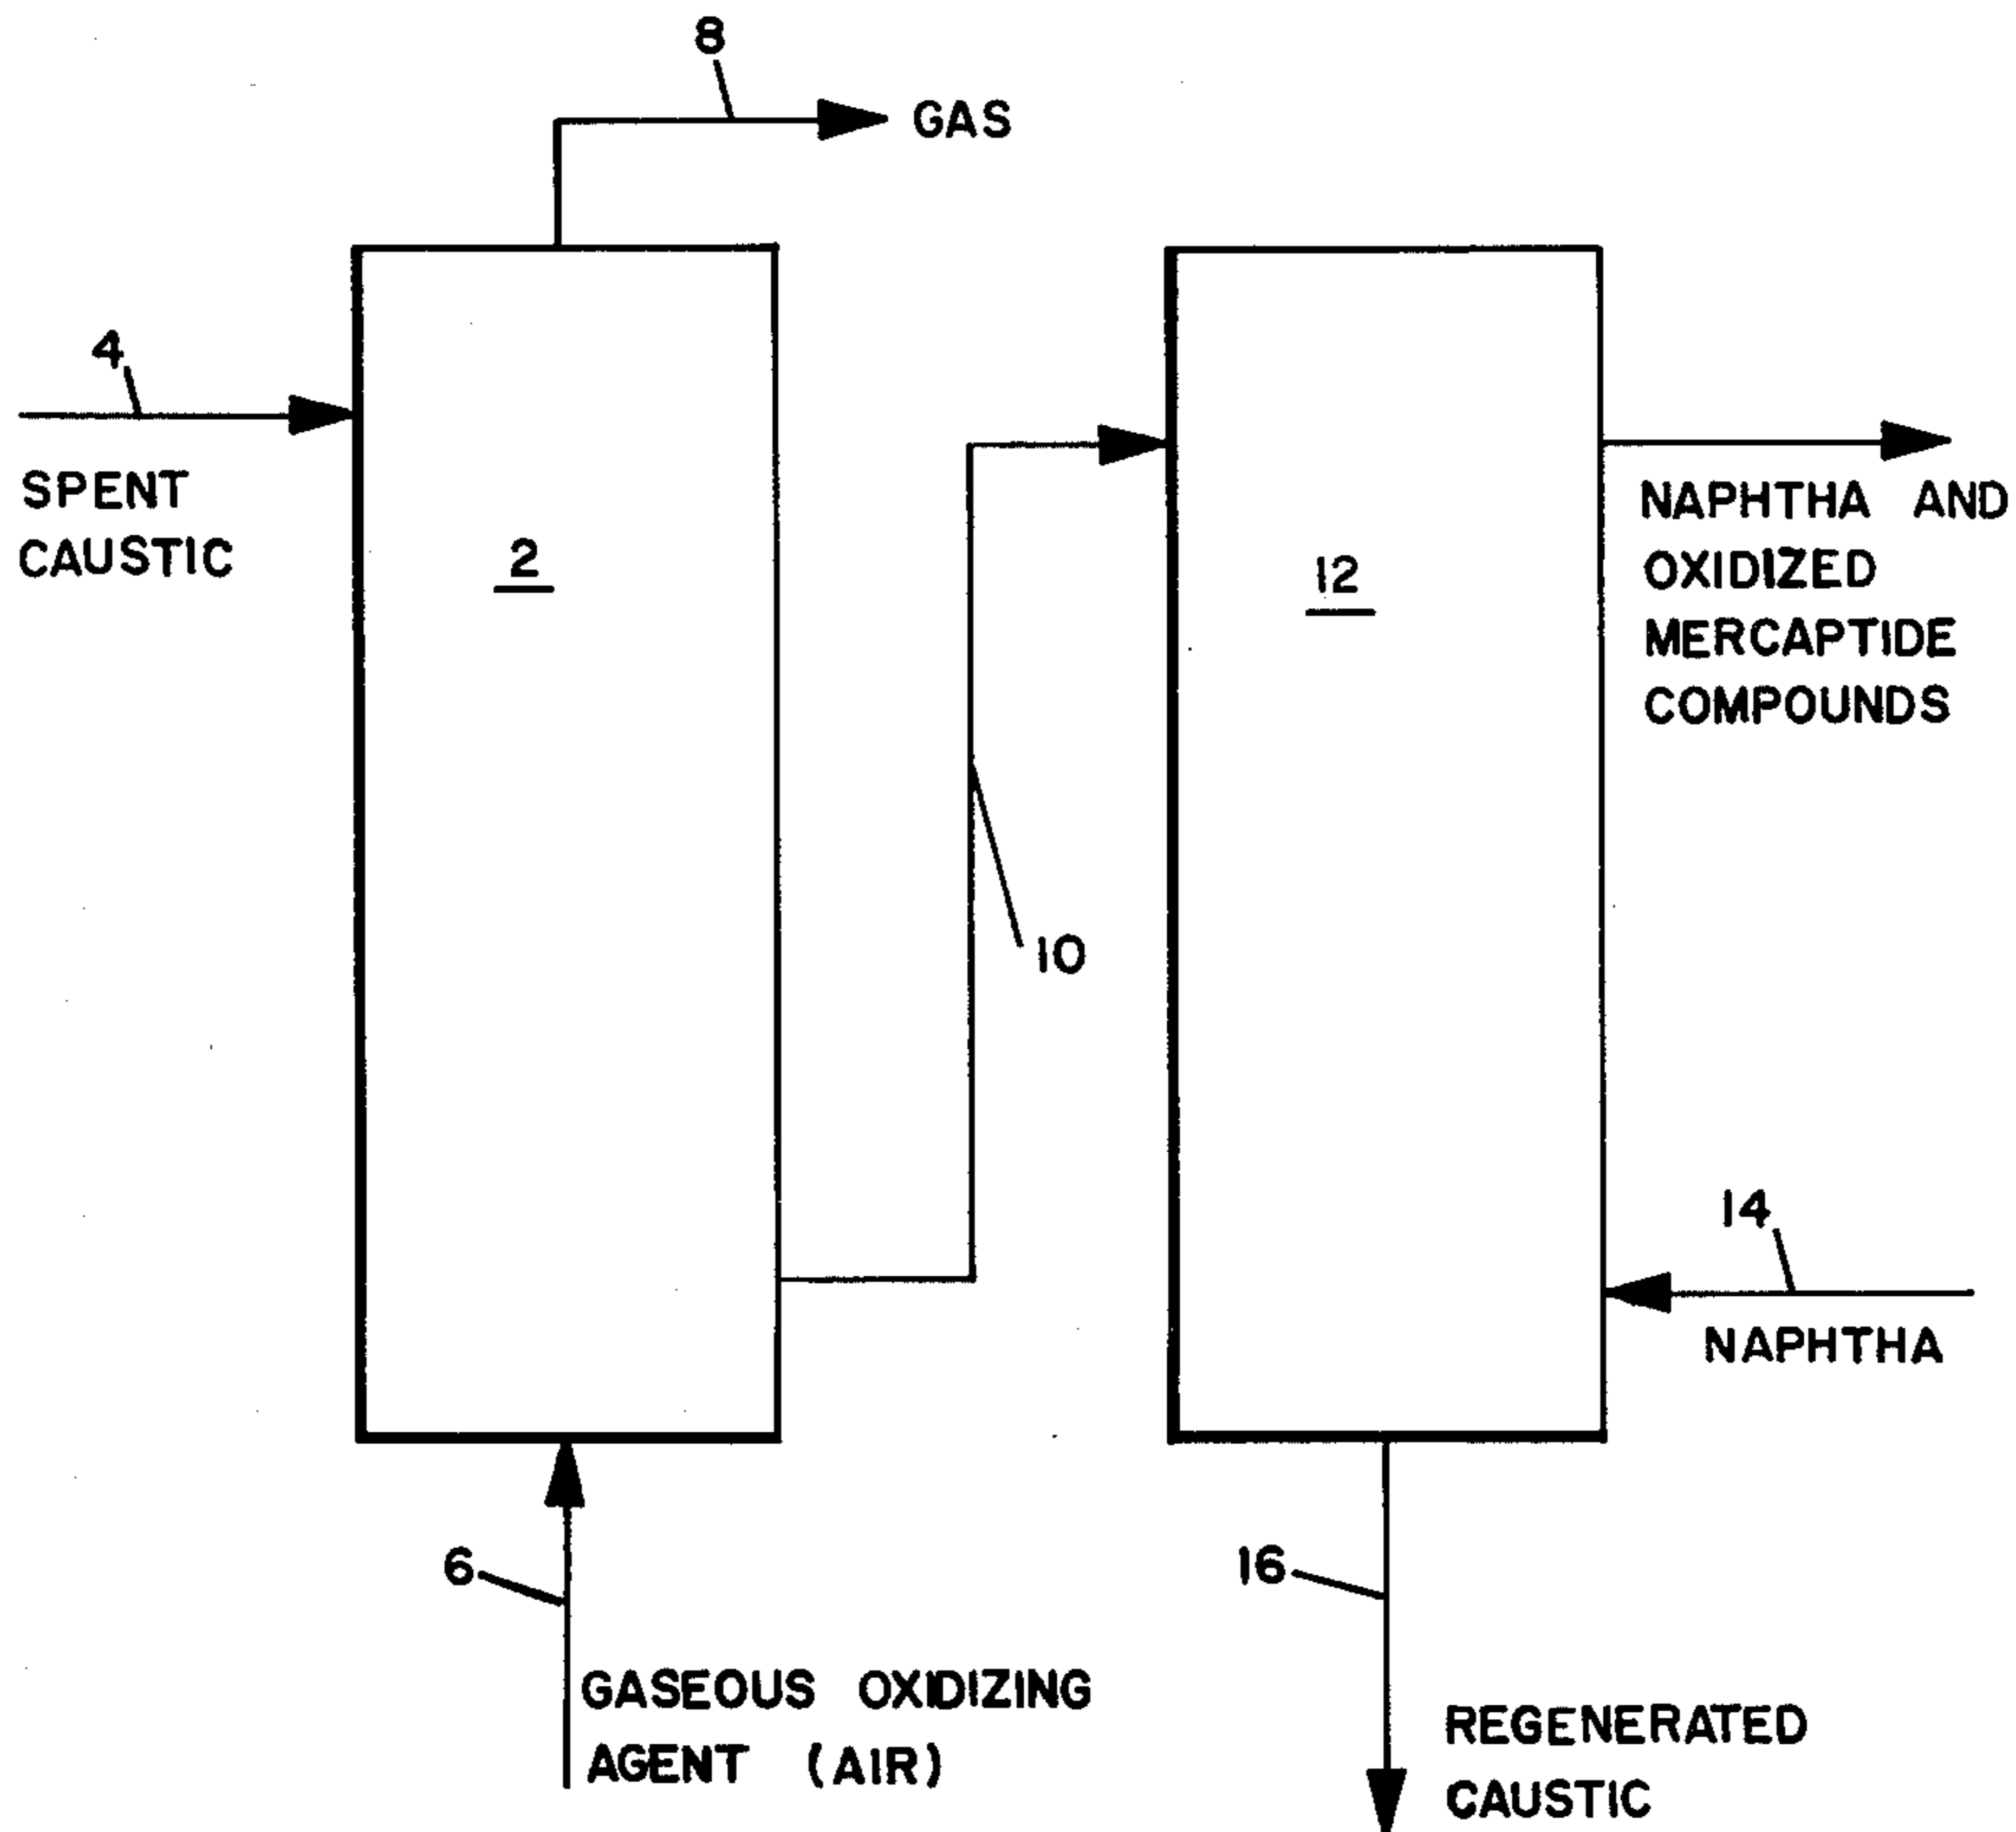 8
GAS
4
SPENT
CAUSTIC
2
12
NAPHTHA AND
OXIDIZED
MERCAPTIDE
COMPOUNDS
10
14
NAPHTHA
6
16
GASEOUS OXIDIZING
AGENT (AIR)
REGENERATED
CAUSTIC